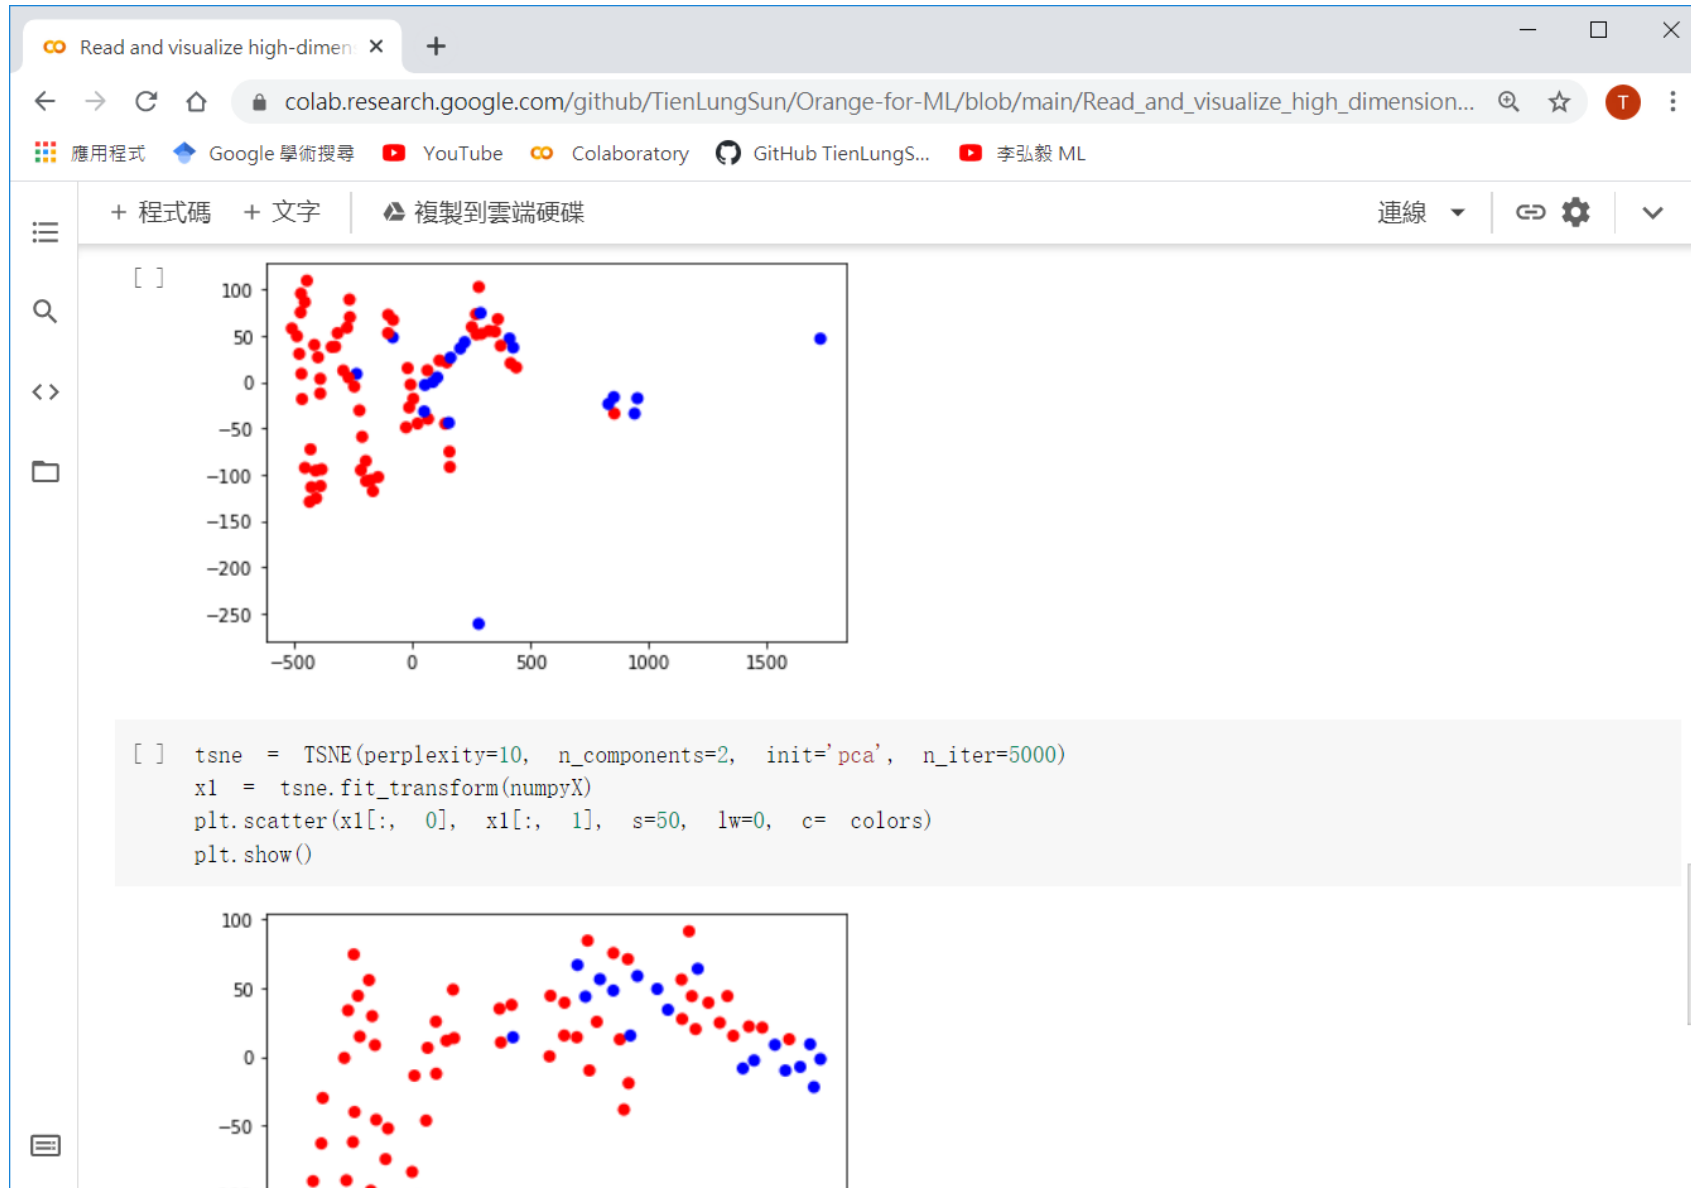 Read and visualize high-dimen
colab.research.google.com/github/TienLungSun/Orange-for-ML/blob/main/Read_and_visualize_high_dimension...
T
應用程式 Google 學術搜尋 YouTube Colaboratory GitHub TienLungS... 李弘毅 ML
+ 程式碼 + 文字 複製到雲端硬碟 連線
[ ]
100
50
0
−50
−100
−150
−200
−250
−500 0 500 1000 1500
[ ] tsne = TSNE(perplexity=10, n_components=2, init='pca', n_iter=5000)
x1 = tsne.fit_transform(numpyX)
plt.scatter(x1[:, 0], x1[:, 1], s=50, lw=0, c= colors)
plt.show()
100
50
0
−50